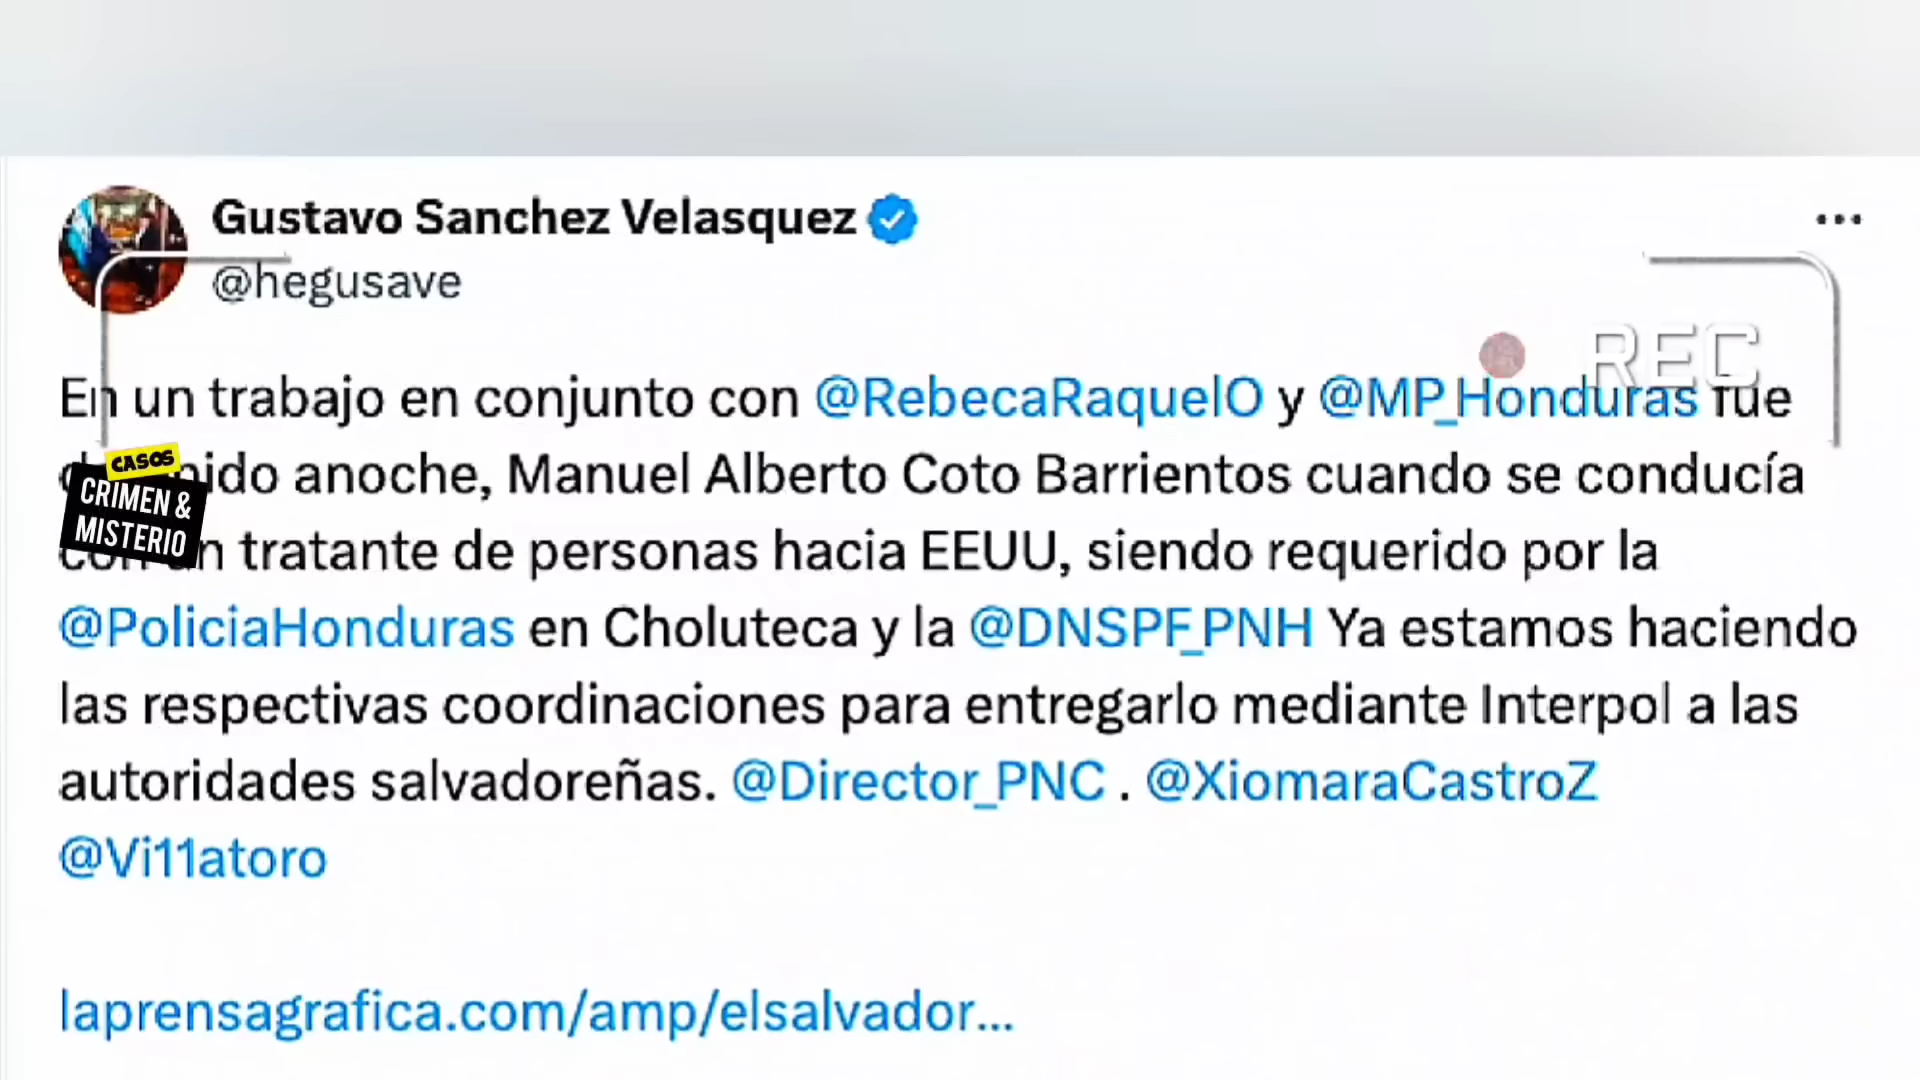 Gustavo Sanchez Velasquez
@hegusave
REC
En un trabajo en conjunto con @RebecaRaquelO y @MP_Honduras fue
anoche, Manuel Alberto Coto Barrientos cuando se conducía
tratante de personas hacia EEUU, siendo requerido por la
@PoliciaHonduras en Choluteca y la @DNSPF_PNH Ya estamos haciendo
las respectivas coordinaciones para entregarlo mediante Interpol a las
autoridades salvadoreñas. @Director_PNC . @XiomaraCastroZ
@Vi11atoro
laprensagrafica.com/amp/elsalvador...
CASOS
CRIMEN &
MISTERIO